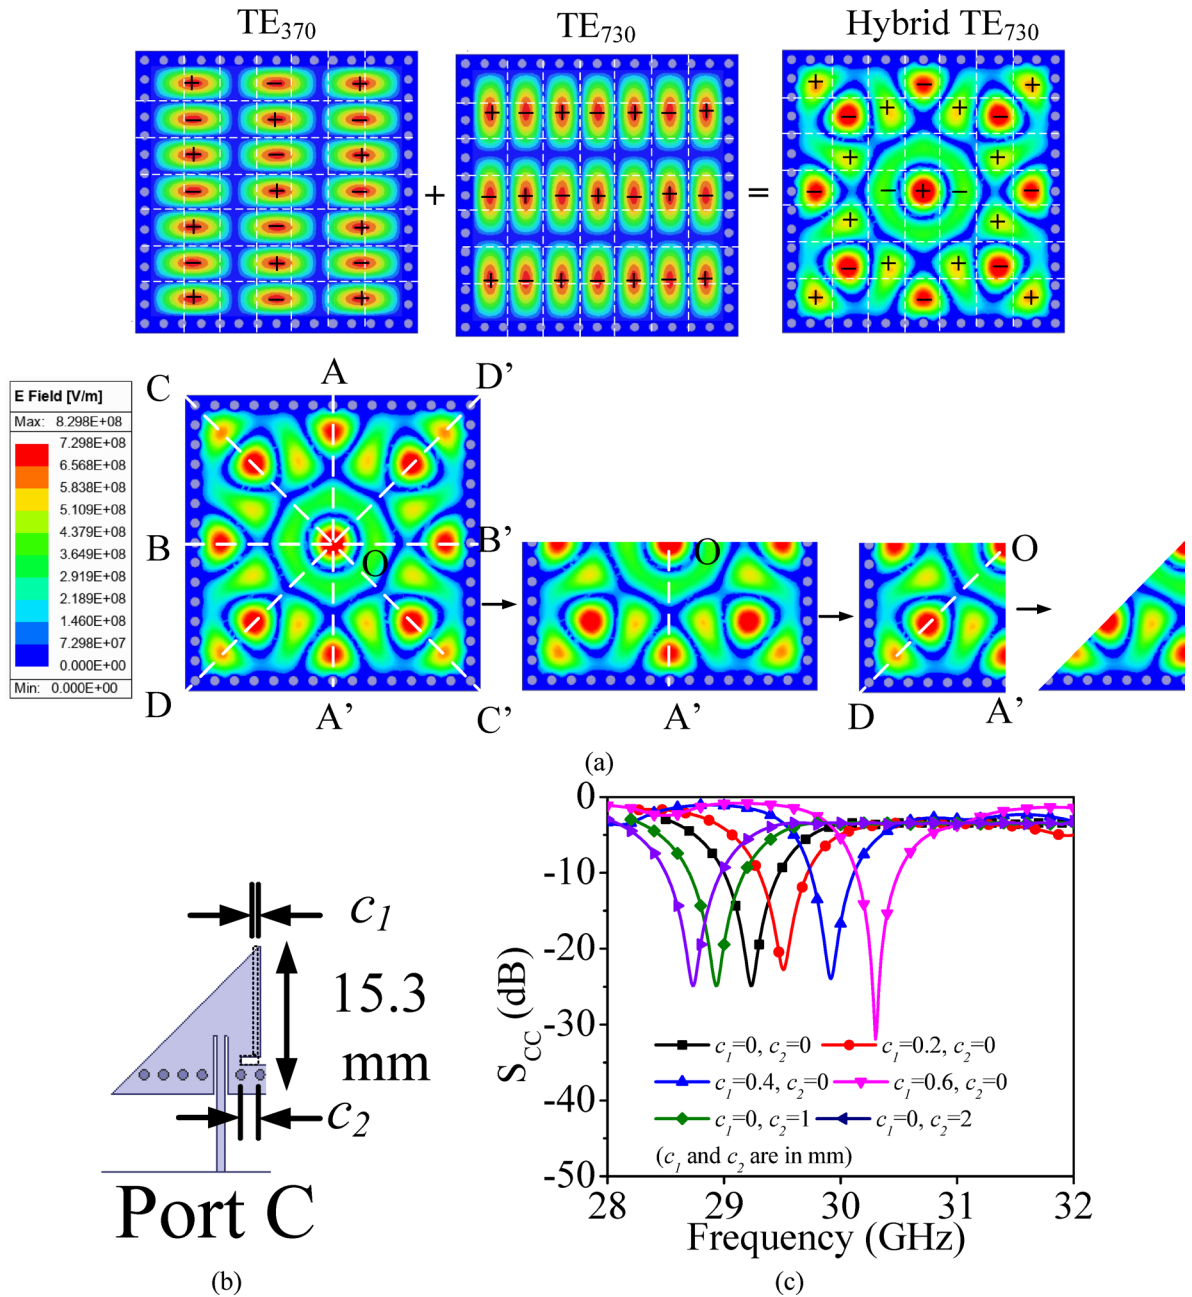 TE370 TE730 Hybrid TE730
+ + + + + + + =
C A D’
E Field [V/m]
Max: 8.298E+08
7.298E+08
6.568E+08
5.838E+08
5.109E+08
4.379E+08
3.649E+08
2.919E+08
2.189E+08
1.460E+08
7.298E+07
0.000E+00
Min: 0.000E+00
B B’
O O O
D A’ C’ A’ D A’
(a)
c1
15.3
mm
c2
Port C
(b)
0
-10
-20
-30
-40
-50
SCC (dB)
c1=0, c2=0 c1=0.2, c2=0
c1=0.4, c2=0 c1=0.6, c2=0
c1=0, c2=1 c1=0, c2=2
(c1 and c2 are in mm)
28 29 30 31 32
Frequency (GHz)
(c)